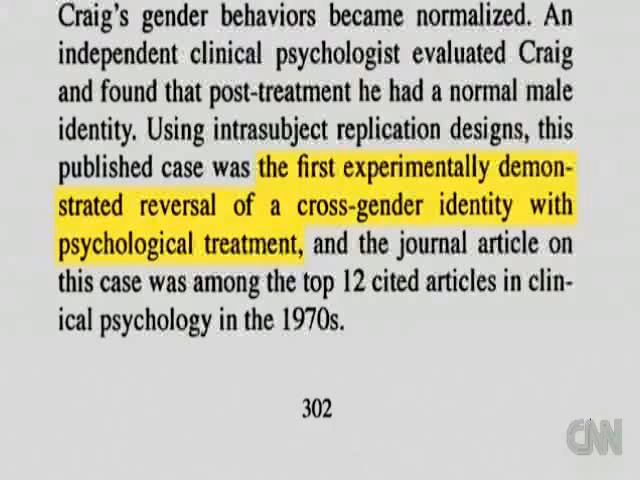 Craig's gender behaviors became normalized. An
independent clinical psychologist evaluated Craig
and found that post-treatment he had a normal male
identity. Using intrasubject replication designs, this
published case was the first experimentally demon-
strated reversal of a cross-gender identity with
psychological treatment, and the journal article on
this case was among the top 12 cited articles in clin-
ical psychology in the 1970s.
302
CNN